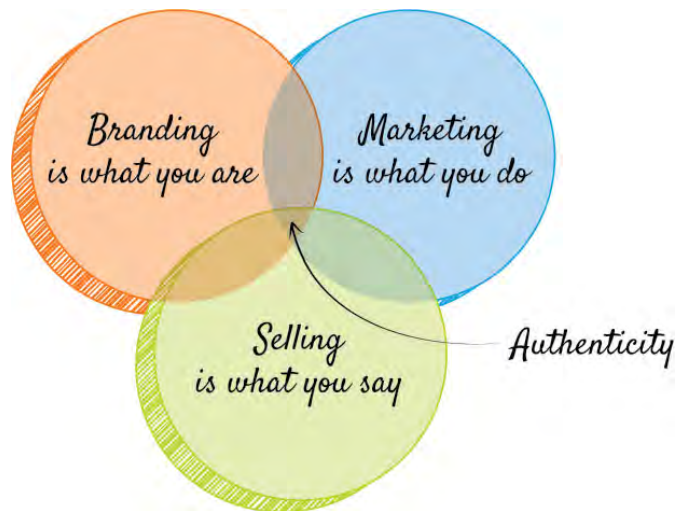 Branding
is what you are
Marketing
is what you do
Selling
is what you say
Authenticity